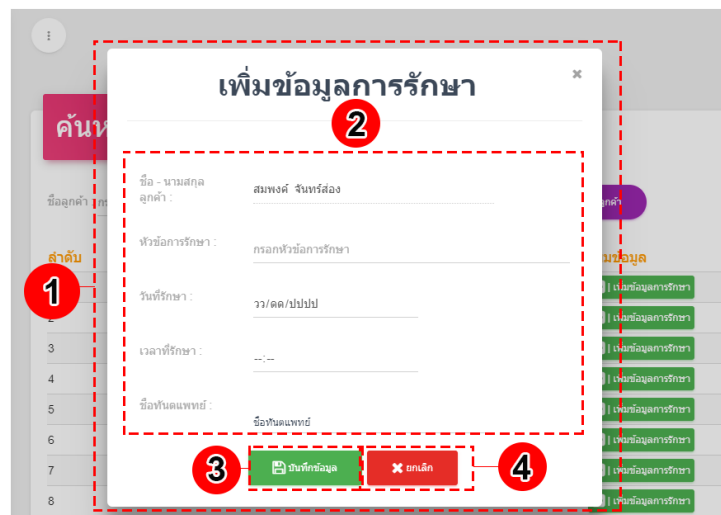 เพิ่มข้อมูลการรักษา
×
2
ค้นห
ชื่อ - นามสกุล
ลูกค้า :
สมพงค์ จันทร์ส่อง
ชื่อลูกค้า
ลูกค้า
หัวข้อการรักษา :
กรอกหัวข้อการรักษา
ลำดับ
มข้อมูล
1
| เพิ่มข้อมูลการรักษา
วันที่รักษา :
วว/ดด/ปปปป
2
| เพิ่มข้อมูลการรักษา
3
| เพิ่มข้อมูลการรักษา
เวลาที่รักษา :
--:--
4
| เพิ่มข้อมูลการรักษา
ชื่อทันตแพทย์ :
ชื่อทันตแพทย์
5
| เพิ่มข้อมูลการรักษา
6
| เพิ่มข้อมูลการรักษา
3
บันทึกข้อมูล
ยกเลิก
4
7
| เพิ่มข้อมูลการรักษา
8
| เพิ่มข้อมูลการรักษา